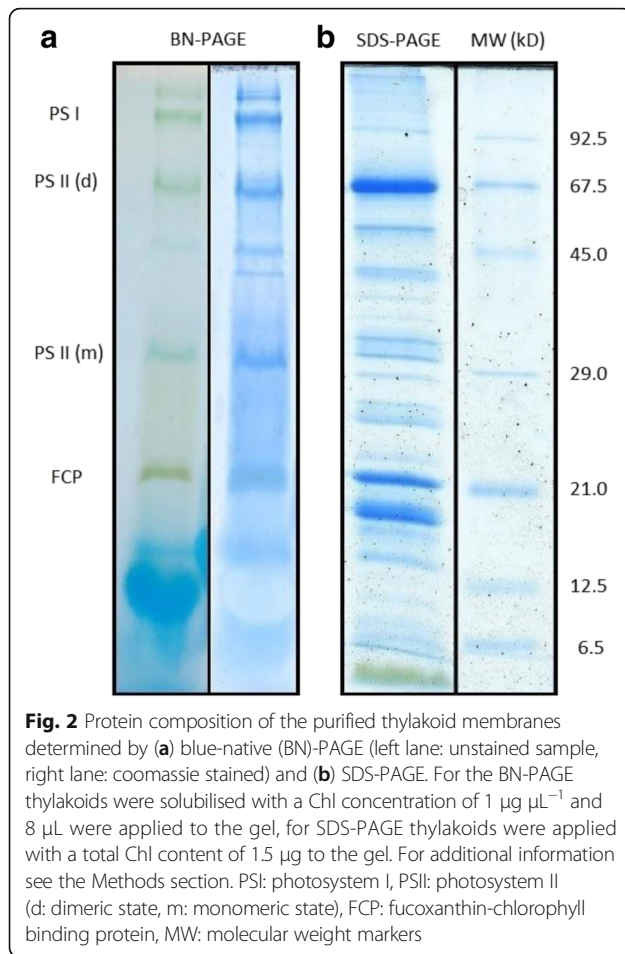 a BN-PAGE b SDS-PAGE MW (kD)
PS I
92.5
PS II (d)
67.5
45.0
PS II (m)
29.0
FCP
21.0
12.5
6.5
Fig. 2 Protein composition of the purified thylakoid membranes
determined by (a) blue-native (BN)-PAGE (left lane: unstained sample,
right lane: coomassie stained) and (b) SDS-PAGE. For the BN-PAGE
thylakoids were solubilised with a Chl concentration of 1 μg μL⁻¹ and
8 μL were applied to the gel, for SDS-PAGE thylakoids were applied
with a total Chl content of 1.5 μg to the gel. For additional information
see the Methods section. PSI: photosystem I, PSII: photosystem II
(d: dimeric state, m: monomeric state), FCP: fucoxanthin-chlorophyll
binding protein, MW: molecular weight markers